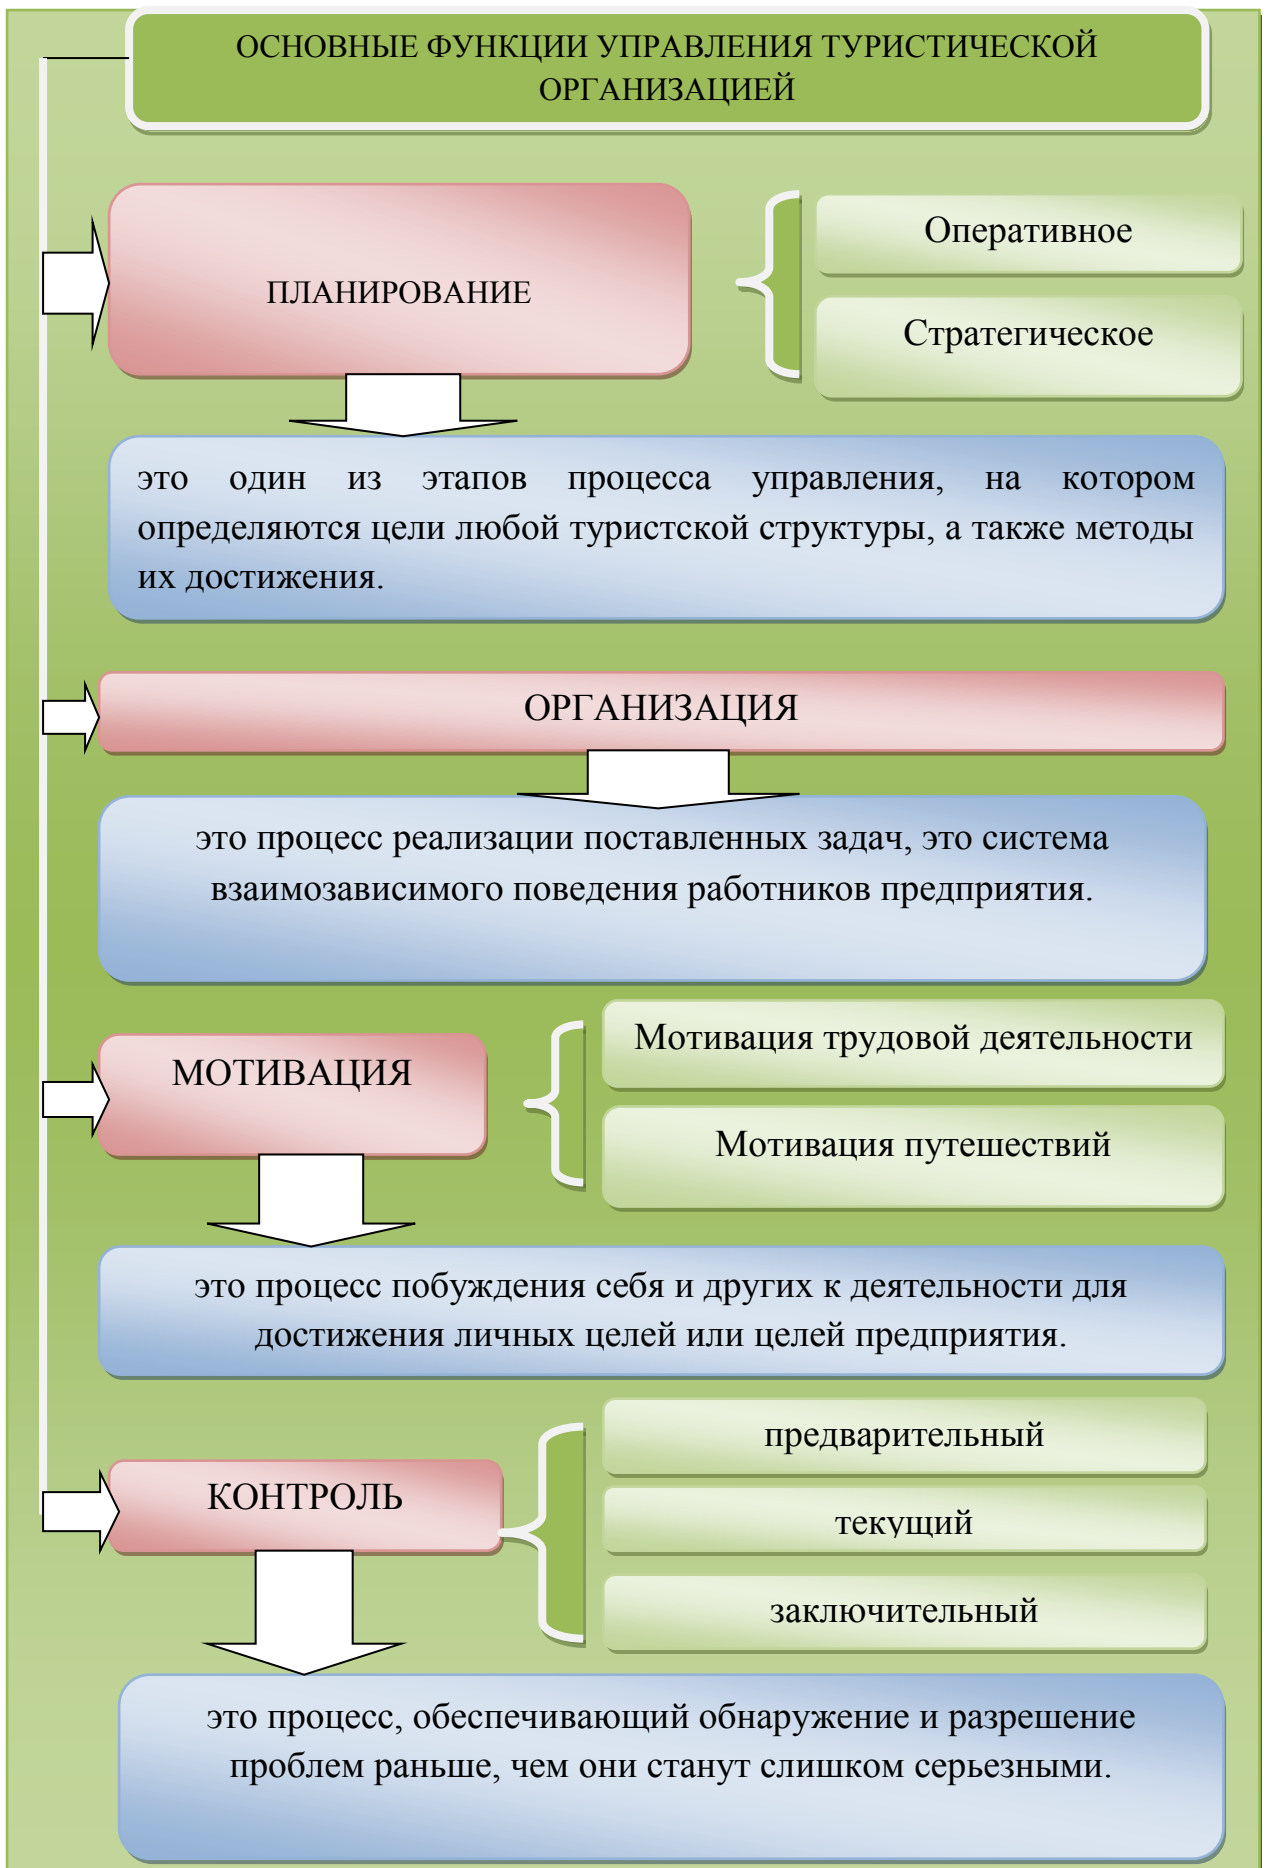 ОСНОВНЫЕ ФУНКЦИИ УПРАВЛЕНИЯ ТУРИСТИЧЕСКОЙ
ОРГАНИЗАЦИЕЙ
ПЛАНИРОВАНИЕ
Оперативное
Стратегическое
это один из этапов процесса управления, на котором
определяются цели любой туристской структуры, а также методы
их достижения.
ОРГАНИЗАЦИЯ
это процесс реализации поставленных задач, это система
взаимозависимого поведения работников предприятия.
МОТИВАЦИЯ
Мотивация трудовой деятельности
Мотивация путешествий
это процесс побуждения себя и других к деятельности для
достижения личных целей или целей предприятия.
КОНТРОЛЬ
предварительный
текущий
заключительный
это процесс, обеспечивающий обнаружение и разрешение
проблем раньше, чем они станут слишком серьезными.